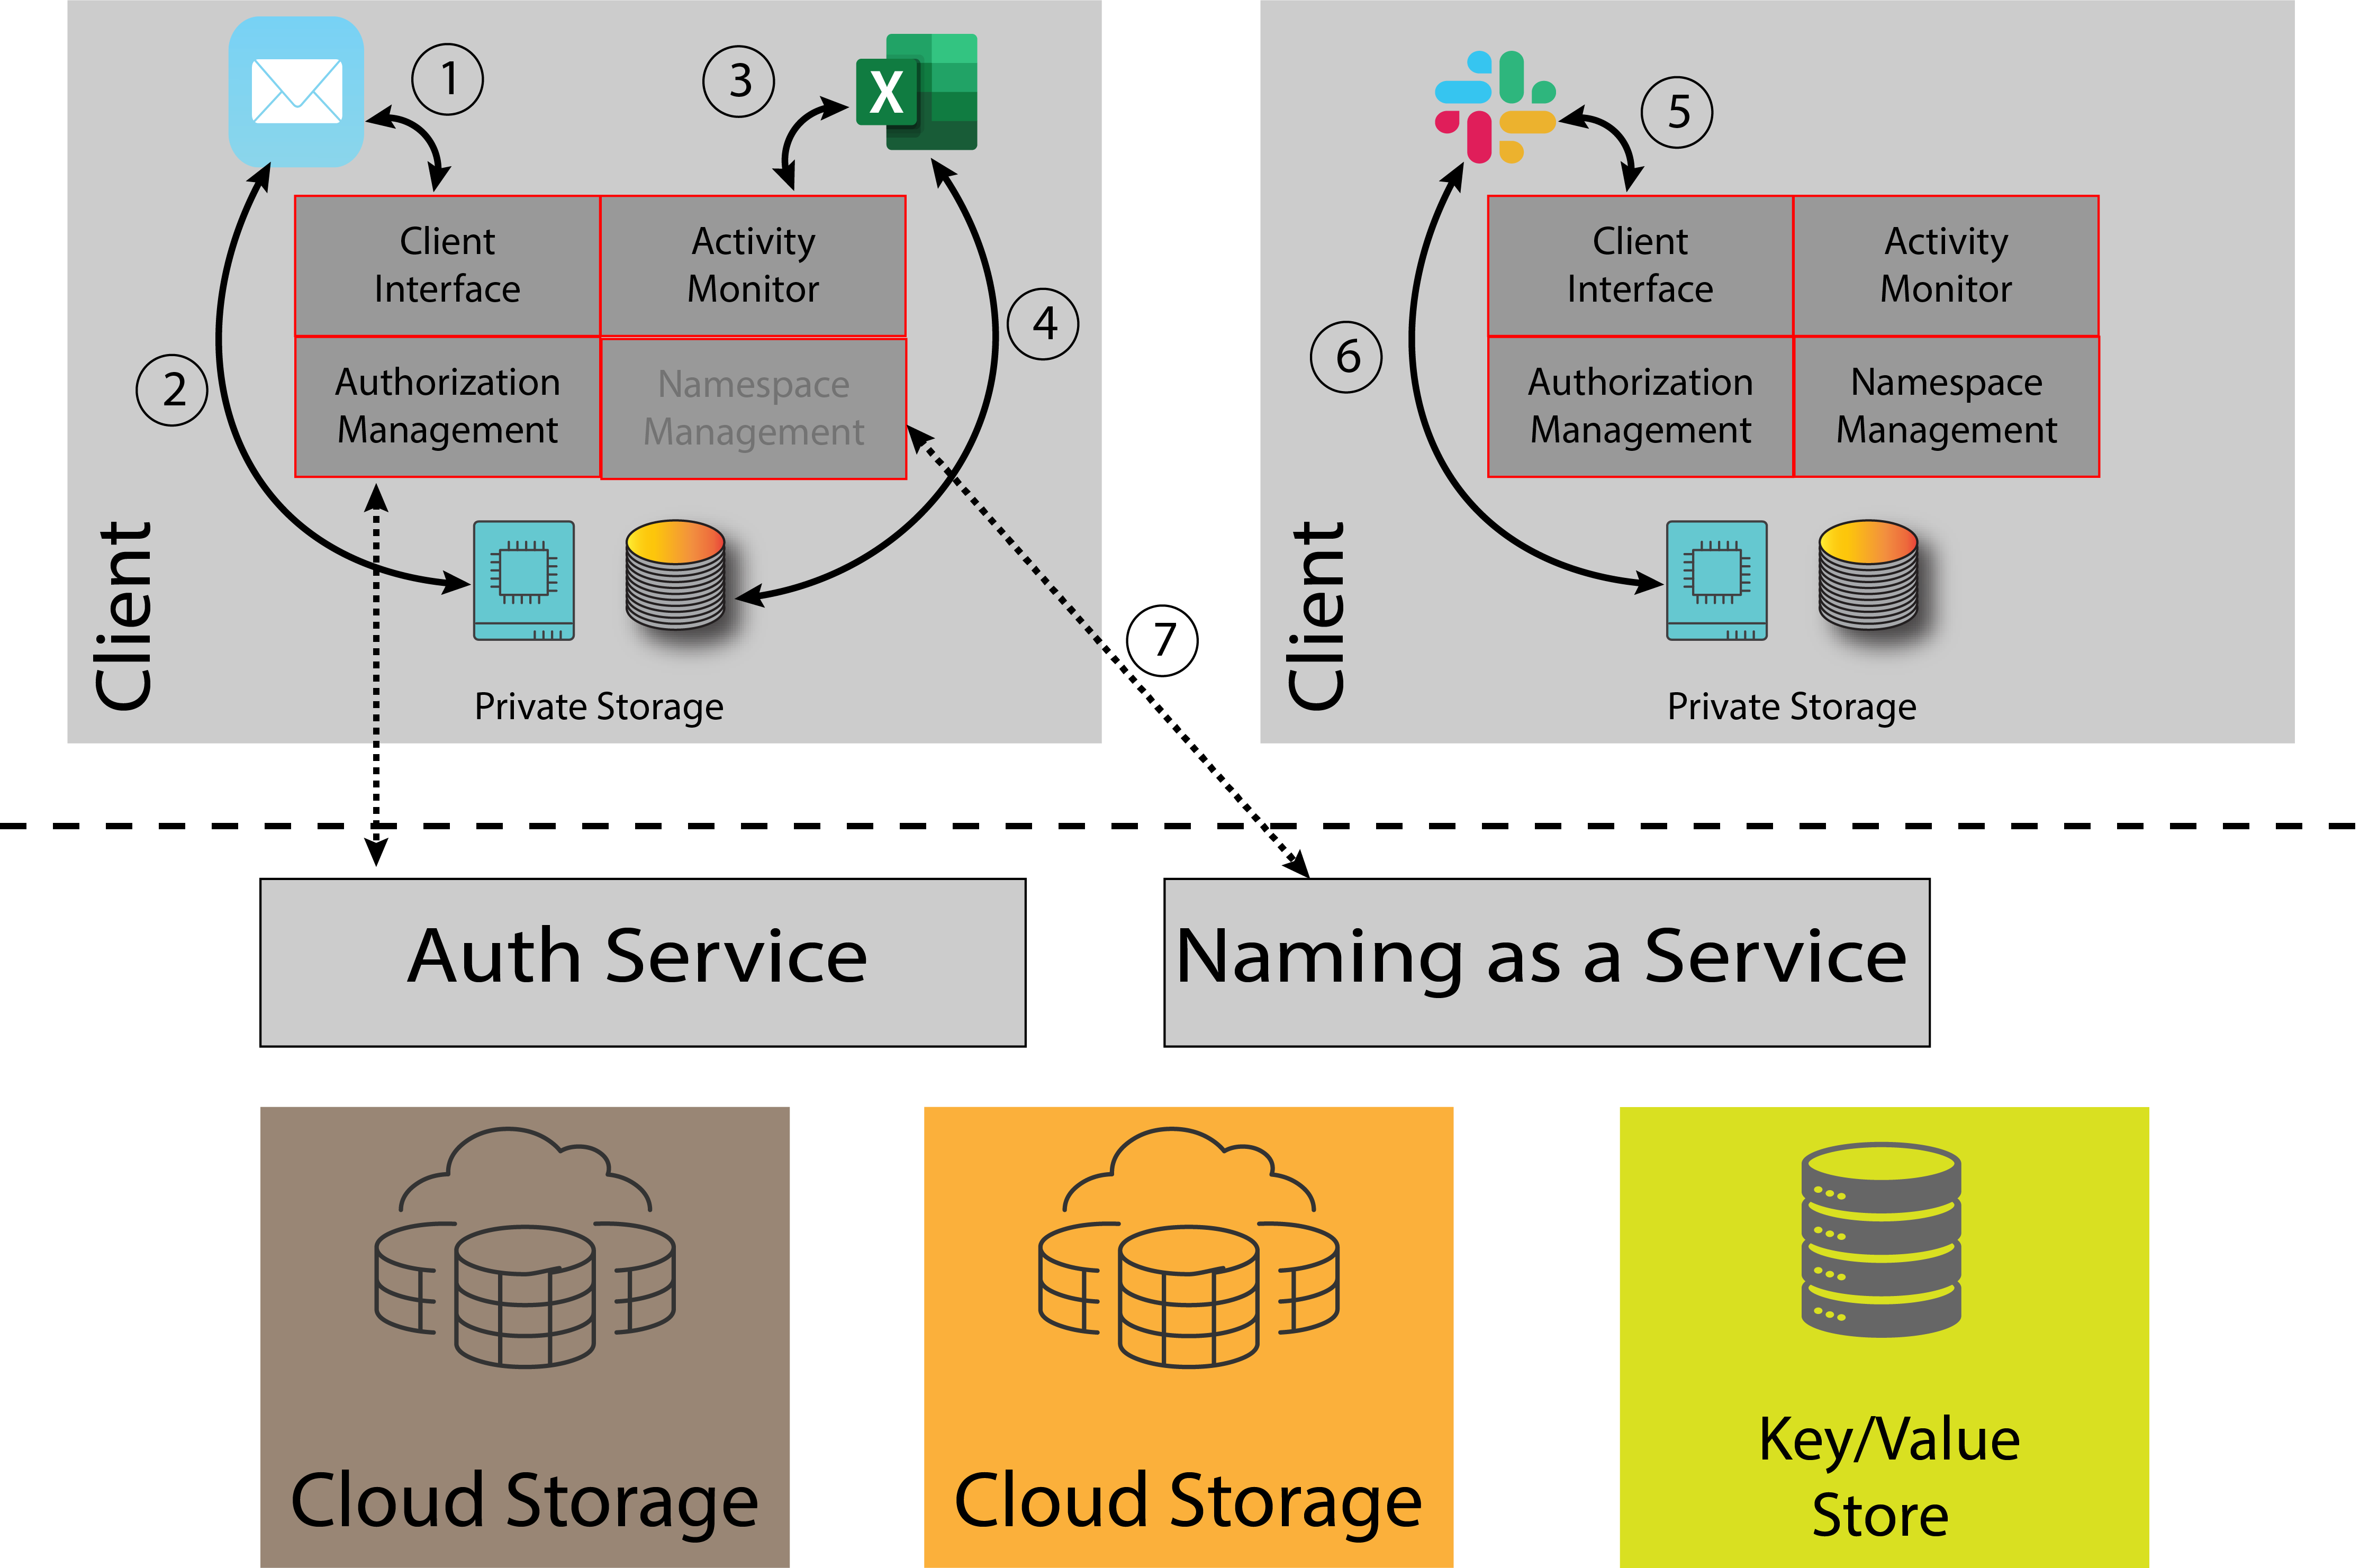 1
3
X
5
Client
Interface
Activity
Monitor
Client
Interface
Activity
Monitor
4
2
6
Authorization
Management
Namespace
Management
Authorization
Management
Namespace
Management
Client
Client
7
Private Storage
Private Storage
Auth Service
Naming as a Service
Cloud Storage
Cloud Storage
Key/Value
Store